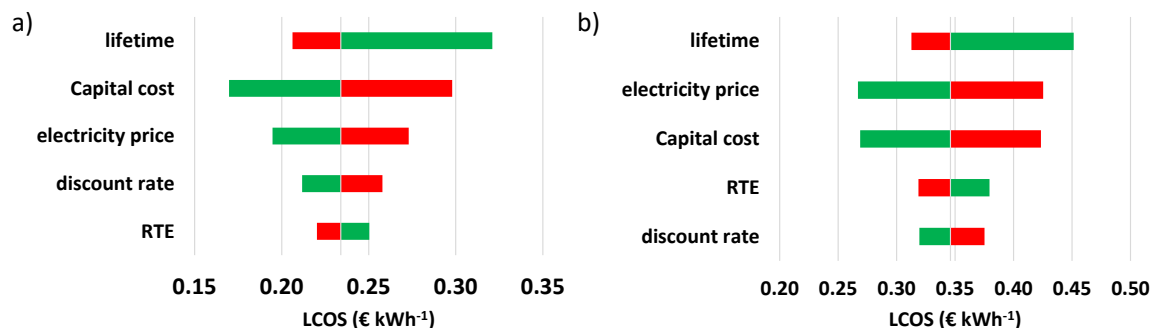 a)
lifetime
Capital cost
electricity price
discount rate
RTE
0.15 0.20 0.25 0.30 0.35
LCOS (€ kWh⁻¹)
b)
lifetime
electricity price
Capital cost
RTE
discount rate
0.20 0.25 0.30 0.35 0.40 0.45 0.50
LCOS (€ kWh⁻¹)